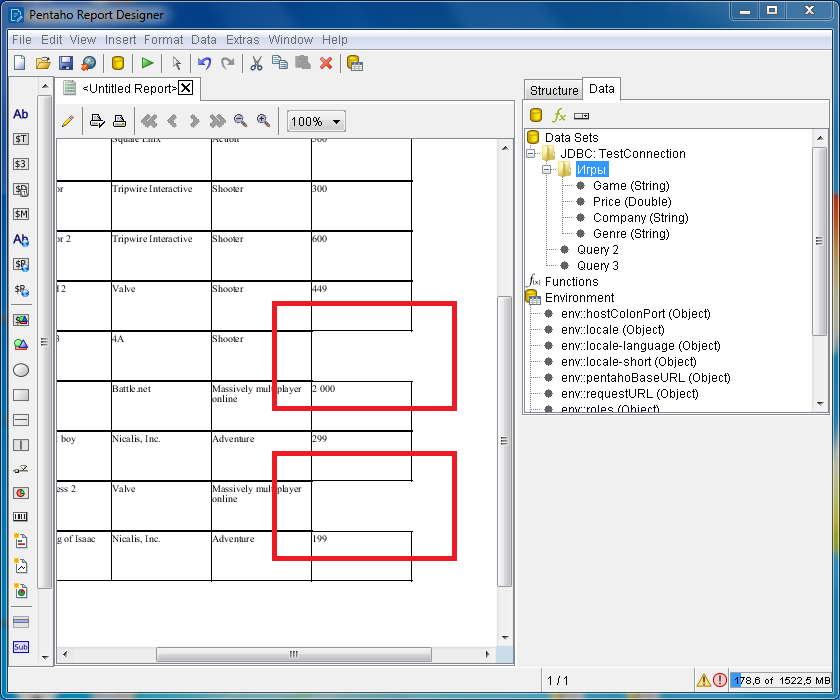 Pentaho Report Designer
File Edit View Insert Format Data Extras Window Help
<Untitled Report>
Structure Data
100%
Data Sets
JDBC: TestConnection
Игры
Game (String)
Price (Double)
Company (String)
Genre (String)
Query 2
Query 3
Functions
Environment
env::hostColonPort (Object)
env::locale (Object)
env::locale-language (Object)
env::locale-short (Object)
env::pentahoBaseURL (Object)
env::requestURL (Object)
env::roles (Object)
Ab
$T
$3
$M
Ab
$P
$P
Sub
Square Enix Action
or Tripwire Interactive Shooter 300
or 2 Tripwire Interactive Shooter 600
12 Valve Shooter 449
3 4A Shooter
Battle.net Massively multiplayer online 2 000
boy Nicalis, Inc. Adventure 299
ess 2 Valve Massively multiplayer online
g of Isaac Nicalis, Inc. Adventure 199
1 / 1
178,6 of 1522,5 MB